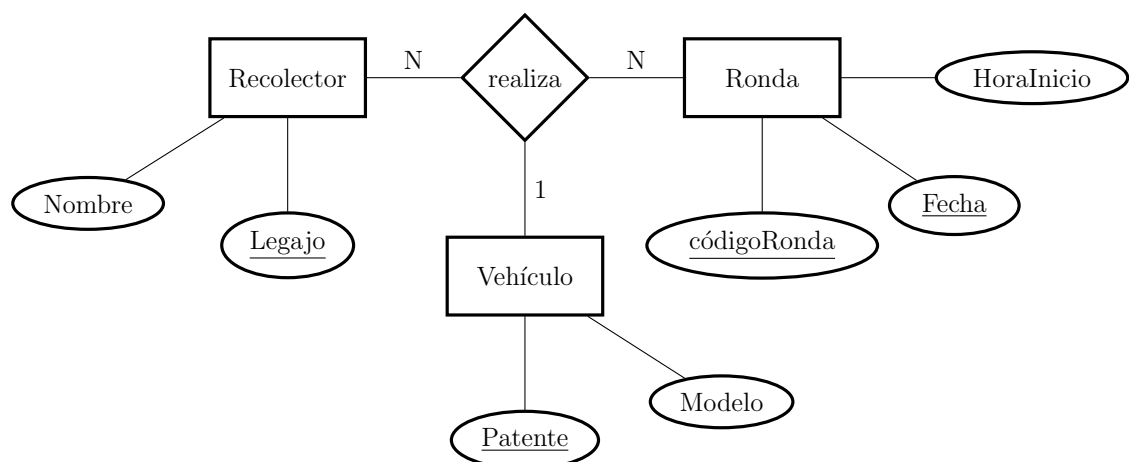 N
N
Recolector
realiza
Ronda
HoraInicio
1
Nombre
Fecha
Legajo
códigoRonda
Vehículo
Modelo
Patente